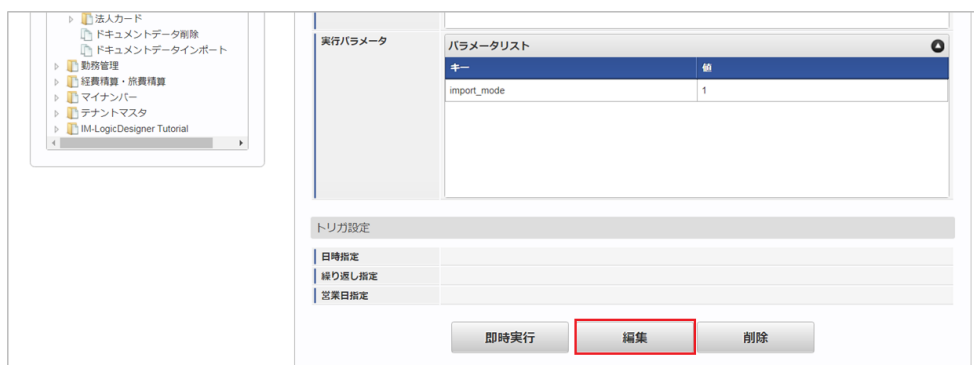 法人カード
ドキュメントデータ削除
ドキュメントデータインポート
勤務管理
経費精算・旅費精算
マイナンバー
テナントマスタ
IM-LogicDesigner Tutorial
実行パラメータ
パラメータリスト
キー 値
import_mode 1
トリガ設定
日時指定
繰り返し指定
営業日指定
即時実行 編集 削除